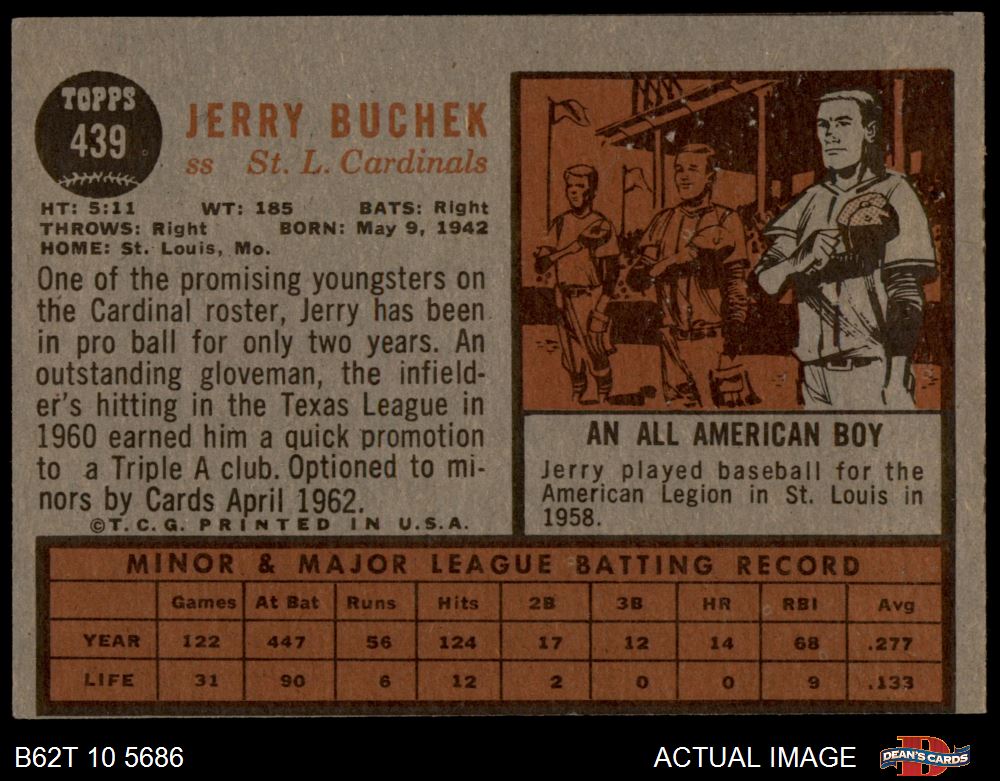 TOPPS
439
JERRY BUCHEK
SS St. L. Cardinals
HT: 5:11 WT: 185 BATS: Right
THROWS: Right BORN: May 9, 1942
HOME: St. Louis, Mo.
One of the promising youngsters on
the Cardinal roster, Jerry has been
in pro ball for only two years. An
outstanding gloveman, the infield-
er's hitting in the Texas League in
1960 earned him a quick promotion
to a Triple A club. Optioned to mi-
nors by Cards April 1962.
©T.C.G. PRINTED IN U.S.A.
AN ALL AMERICAN BOY
Jerry played baseball for the
American Legion in St. Louis in
1958.
MINOR & MAJOR LEAGUE BATTING RECORD
Games At Bat Runs Hits 2B 3B HR RBI Avg
YEAR 122 447 56 124 17 12 14 68 .277
LIFE 31 90 6 12 2 0 0 9 .133
B62T 10 5686 ACTUAL IMAGE DEAN'S CARDS